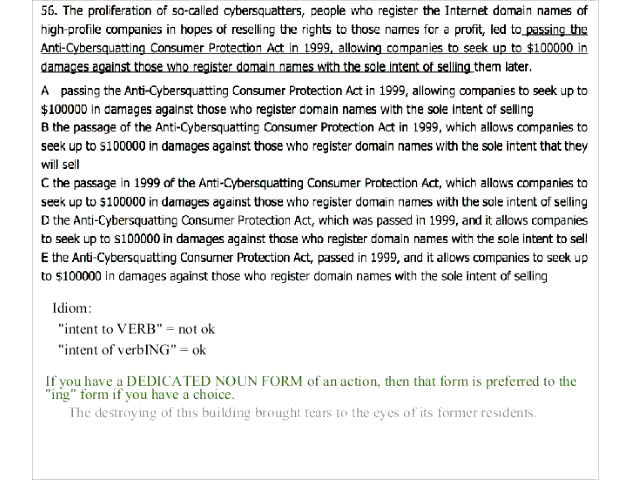 56. The proliferation of so-called cybersquatters, people who register the Internet domain names of
high-profile companies in hopes of reselling the rights to those names for a profit, led to passing the
Anti-Cybersquatting Consumer Protection Act in 1999, allowing companies to seek up to $100000 in
damages against those who register domain names with the sole intent of selling them later.
A passing the Anti-Cybersquatting Consumer Protection Act in 1999, allowing companies to seek up to
$100000 in damages against those who register domain names with the sole intent of selling
B the passage of the Anti-Cybersquatting Consumer Protection Act in 1999, which allows companies to
seek up to $100000 in damages against those who register domain names with the sole intent that they
will sell
C the passage in 1999 of the Anti-Cybersquatting Consumer Protection Act, which allows companies to
seek up to $100000 in damages against those who register domain names with the sole intent of selling
D the Anti-Cybersquatting Consumer Protection Act, which was passed in 1999, and it allows companies
to seek up to $100000 in damages against those who register domain names with the sole intent to sell
E the Anti-Cybersquatting Consumer Protection Act, passed in 1999, and it allows companies to seek up
to $100000 in damages against those who register domain names with the sole intent of selling
Idiom:
"intent to VERB" = not ok
"intent of verbING" = ok
If you have a DEDICATED NOUN FORM of an action, then that form is preferred to the
"ing" form if you have a choice.
The destroying of this building brought tears to the eyes of its former residents.